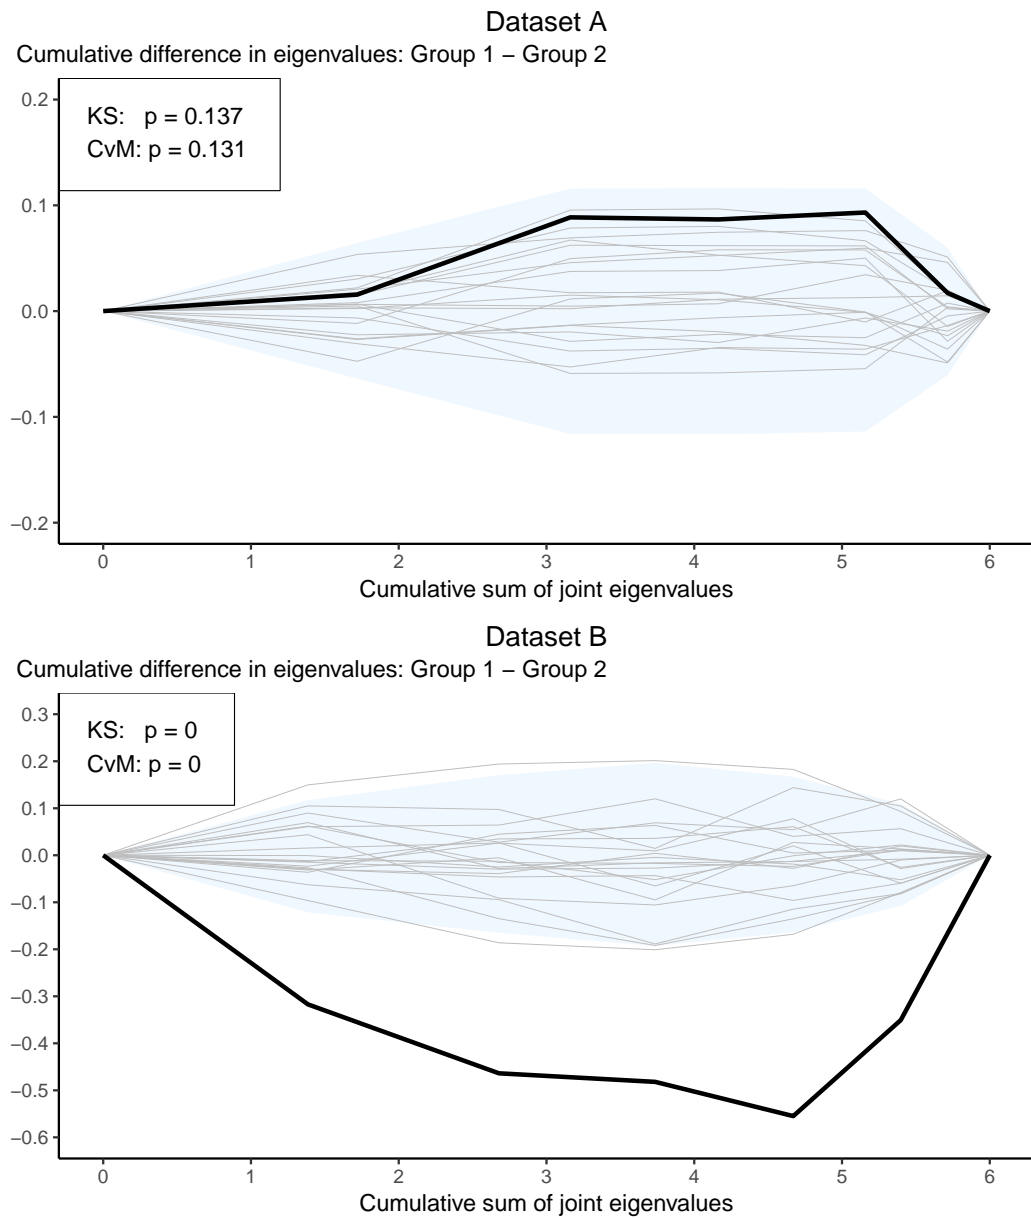 Dataset A
Cumulative difference in eigenvalues: Group 1 − Group 2
KS: p = 0.137
CvM: p = 0.131
0.2
0.1
0.0
−0.1
−0.2
0 1 2 3 4 5 6
Cumulative sum of joint eigenvalues
Dataset B
Cumulative difference in eigenvalues: Group 1 − Group 2
KS: p = 0
CvM: p = 0
0.3
0.2
0.1
0.0
−0.1
−0.2
−0.3
−0.4
−0.5
−0.6
0 1 2 3 4 5 6
Cumulative sum of joint eigenvalues